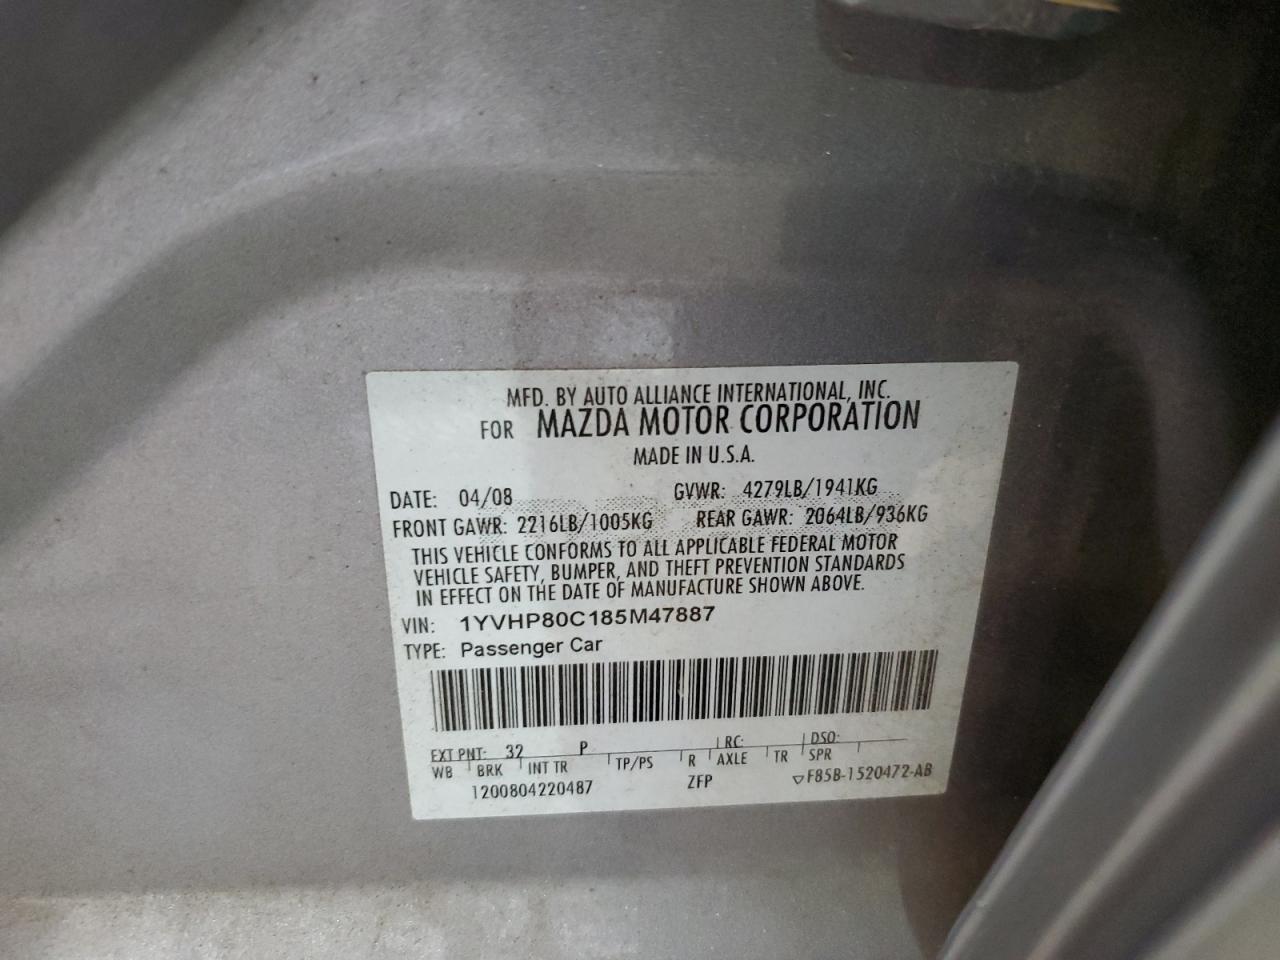 MFD. BY AUTO ALLIANCE INTERNATIONAL, INC.
FOR MAZDA MOTOR CORPORATION
MADE IN U.S.A.
DATE: 04/08 GVWR: 4279LB/1941KG
FRONT GAWR: 2216LB/1005KG REAR GAWR: 2064LB/936KG
THIS VEHICLE CONFORMS TO ALL APPLICABLE FEDERAL MOTOR
VEHICLE SAFETY, BUMPER, AND THEFT PREVENTION STANDARDS
IN EFFECT ON THE DATE OF MANUFACTURE SHOWN ABOVE.
VIN: 1YVHP80C185M47887
TYPE: Passenger Car
EXT PNT: 32 P RC: DSO:
WB BRK INT TR TP/PS R AXLE TR SPR
1200804220487 ZFP ▽F85B-1520472-AB